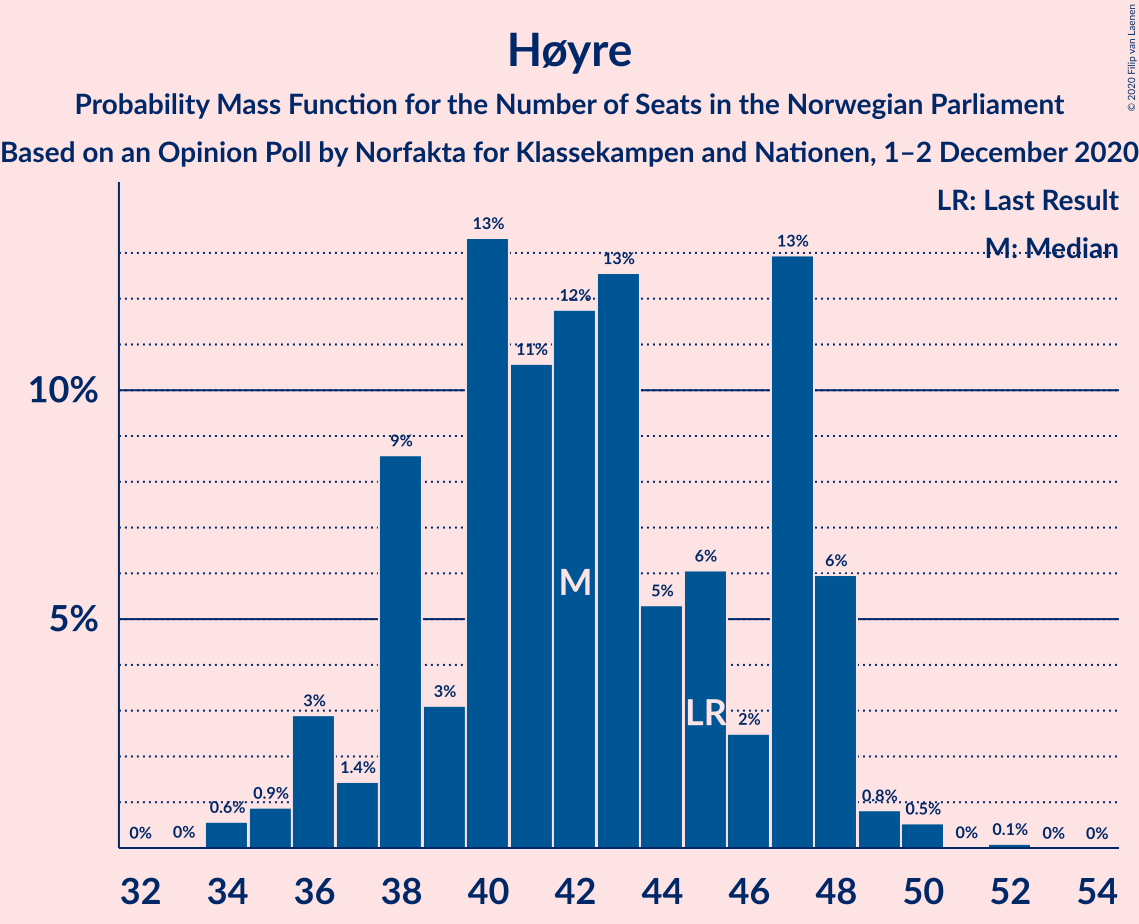 Høyre
Probability Mass Function for the Number of Seats in the Norwegian Parliament
Based on an Opinion Poll by Norfakta for Klassekampen and Nationen, 1–2 December 2020
© 2020 Filip van Laenen
LR: Last Result
M: Median
10%
5%
0%
0%
0.6%
0.9%
3%
1.4%
9%
3%
13%
11%
12%
13%
5%
6%
2%
13%
6%
0.8%
0.5%
0%
0.1%
0%
0%
M
LR
32 34 36 38 40 42 44 46 48 50 52 54